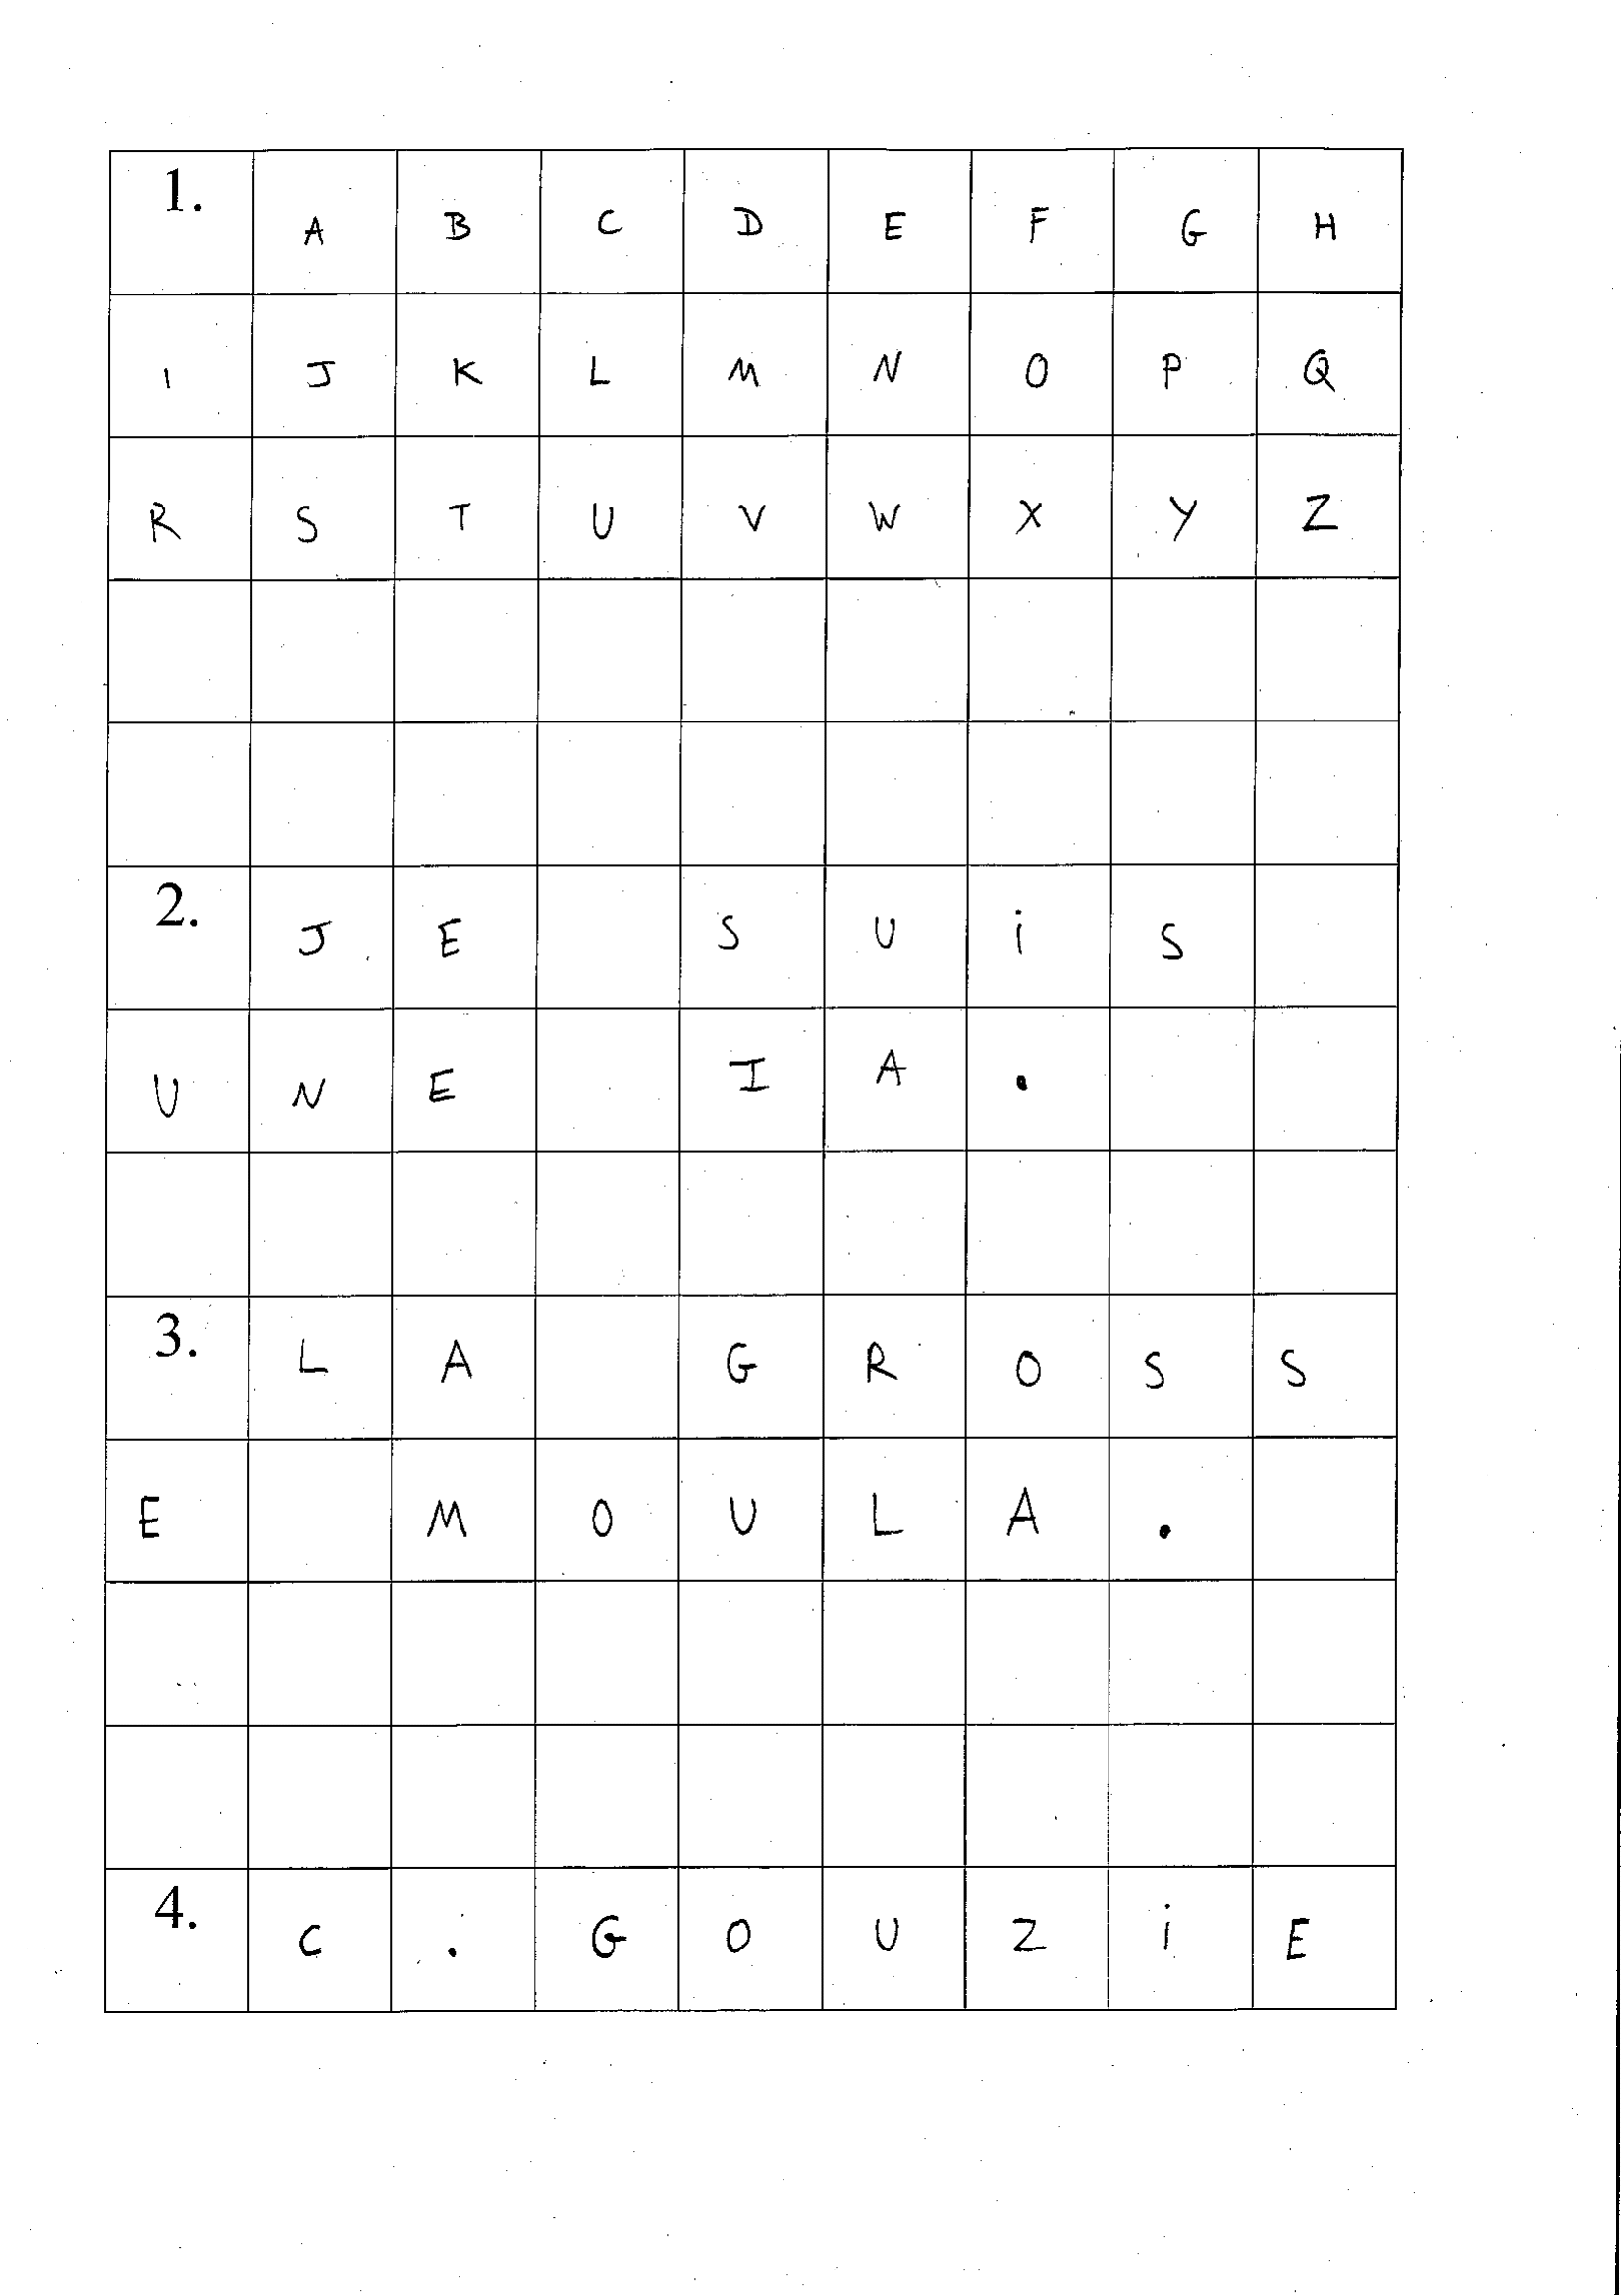 1. A B C D E F G H
I J K L M N O P Q
R S T U V W X Y Z
2. J E S U i S
U N E I A .
3. L A G R O S S
E M O U L A .
4. C . G O U Z i E